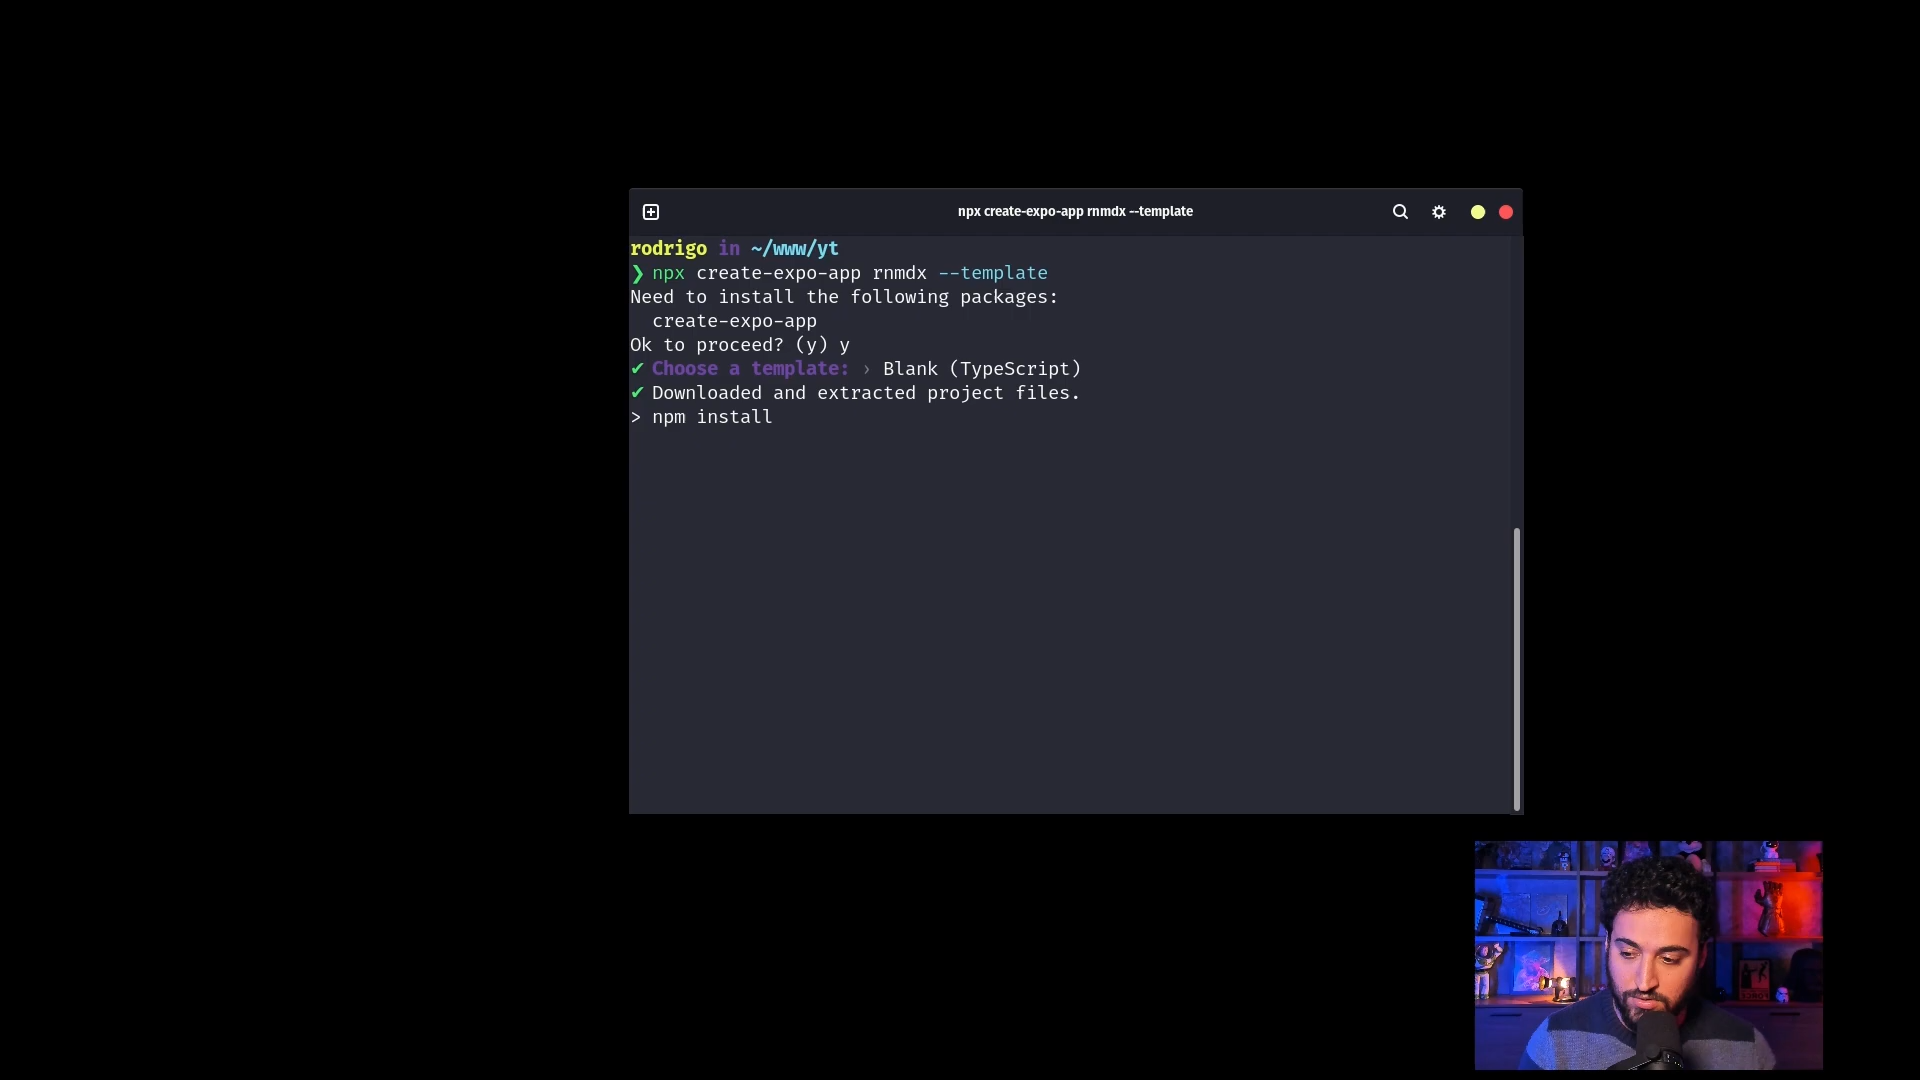 npx create-expo-app rnmdx --template
rodrigo in ~/www/yt
❯ npx create-expo-app rnmdx --template
Need to install the following packages:
  create-expo-app
Ok to proceed? (y) y
✔ Choose a template: › Blank (TypeScript)
✔ Downloaded and extracted project files.
> npm install